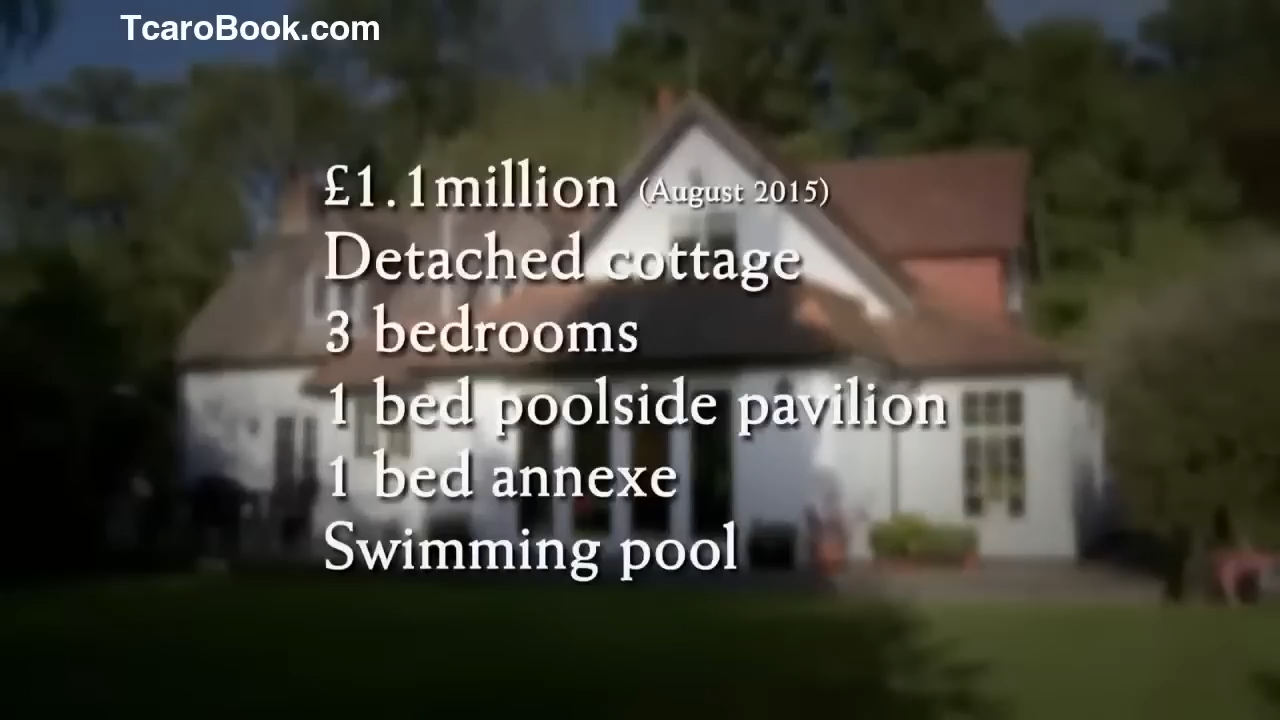 TcaroBook.com
£1.1million (August 2015)
Detached cottage
3 bedrooms
1 bed poolside pavilion
1 bed annexe
Swimming pool